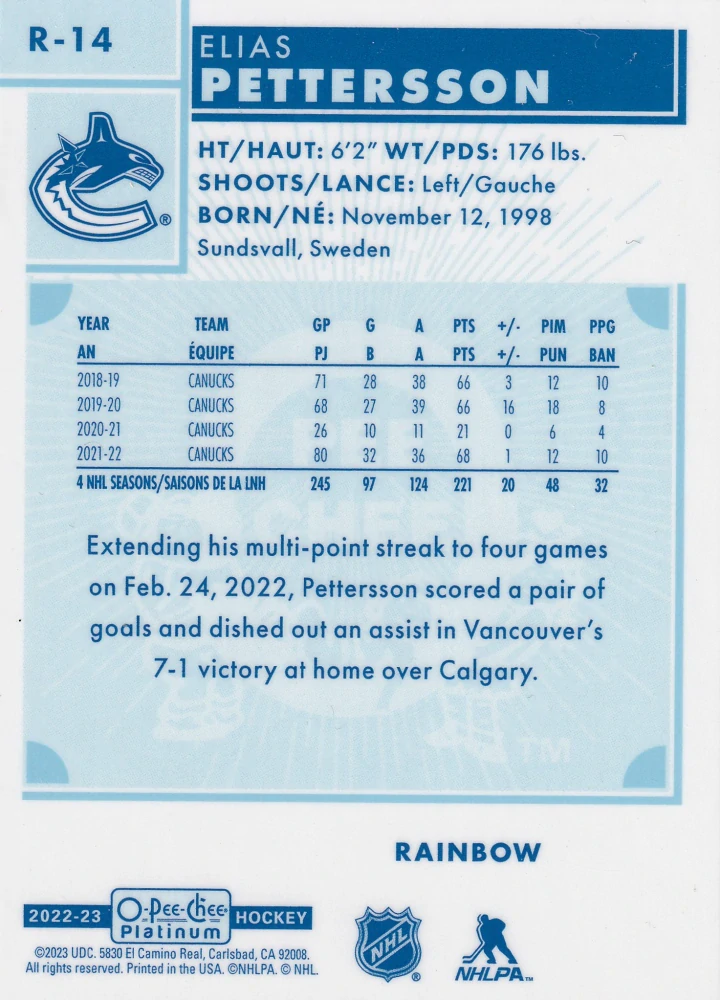 R-14
ELIAS
PETTERSSON
HT/HAUT: 6'2" WT/PDS: 176 lbs.
SHOOTS/LANCE: Left/Gauche
BORN/NÉ: November 12, 1998
Sundsvall, Sweden
®
YEAR TEAM GP G A PTS +/- PIM PPG
AN ÉQUIPE PJ B A PTS +/- PUN BAN
2018-19 CANUCKS 71 28 38 66 3 12 10
2019-20 CANUCKS 68 27 39 66 16 18 8
2020-21 CANUCKS 26 10 11 21 0 6 4
2021-22 CANUCKS 80 32 36 68 1 12 10
4 NHL SEASONS/SAISONS DE LA LNH 245 97 124 221 20 48 32
Extending his multi-point streak to four games
on Feb. 24, 2022, Pettersson scored a pair of
goals and dished out an assist in Vancouver's
7-1 victory at home over Calgary.
TM
RAINBOW
2022-23 O-Pee-Chee Platinum HOCKEY
©2023 UDC. 5830 El Camino Real, Carlsbad, CA 92008.
All rights reserved. Printed in the USA. ©NHLPA. © NHL.
NHL ®
NHLPA™